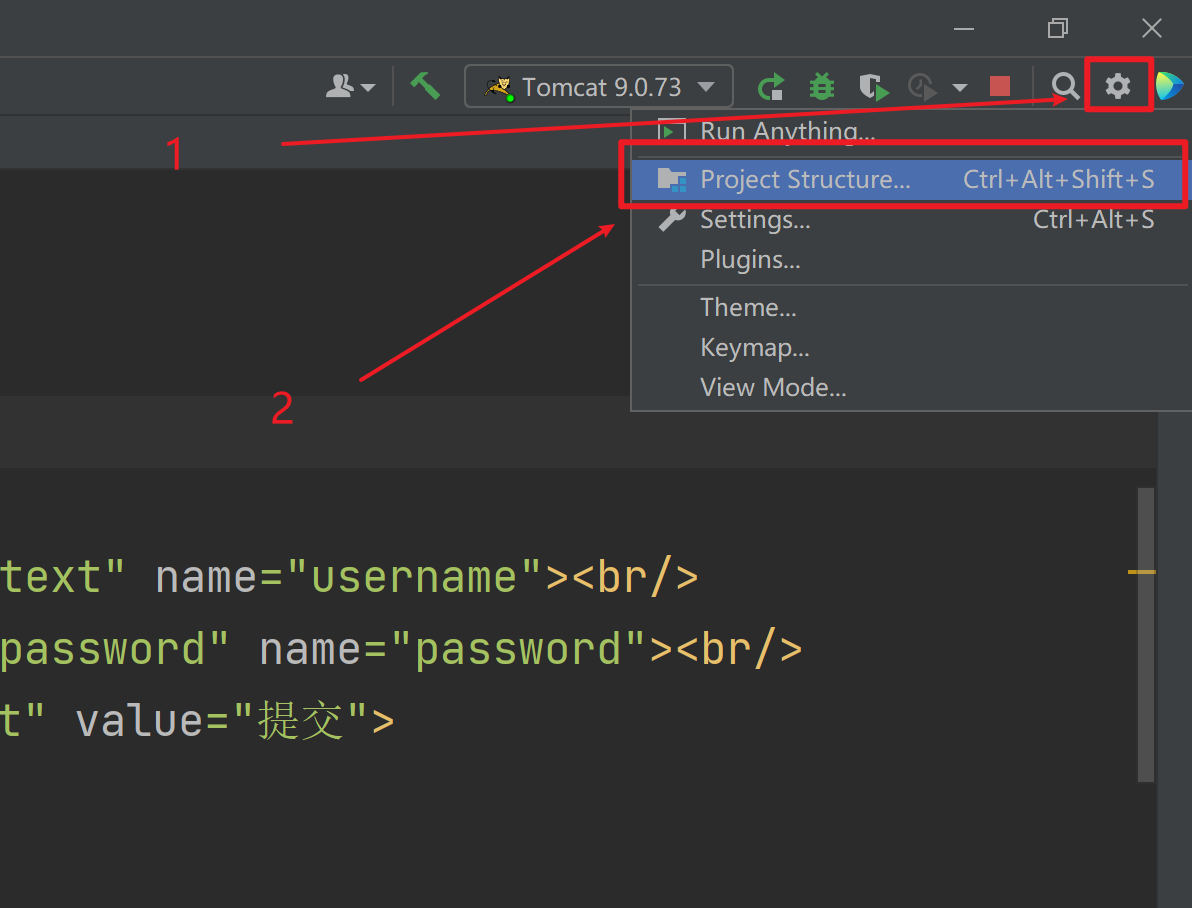 Tomcat 9.0.73
1
Run Anything...
Project Structure... Ctrl+Alt+Shift+S
Settings... Ctrl+Alt+S
Plugins...
Theme...
Keymap...
View Mode...
2
text" name="username"><br/>
password" name="password"><br/>
t" value="提交">